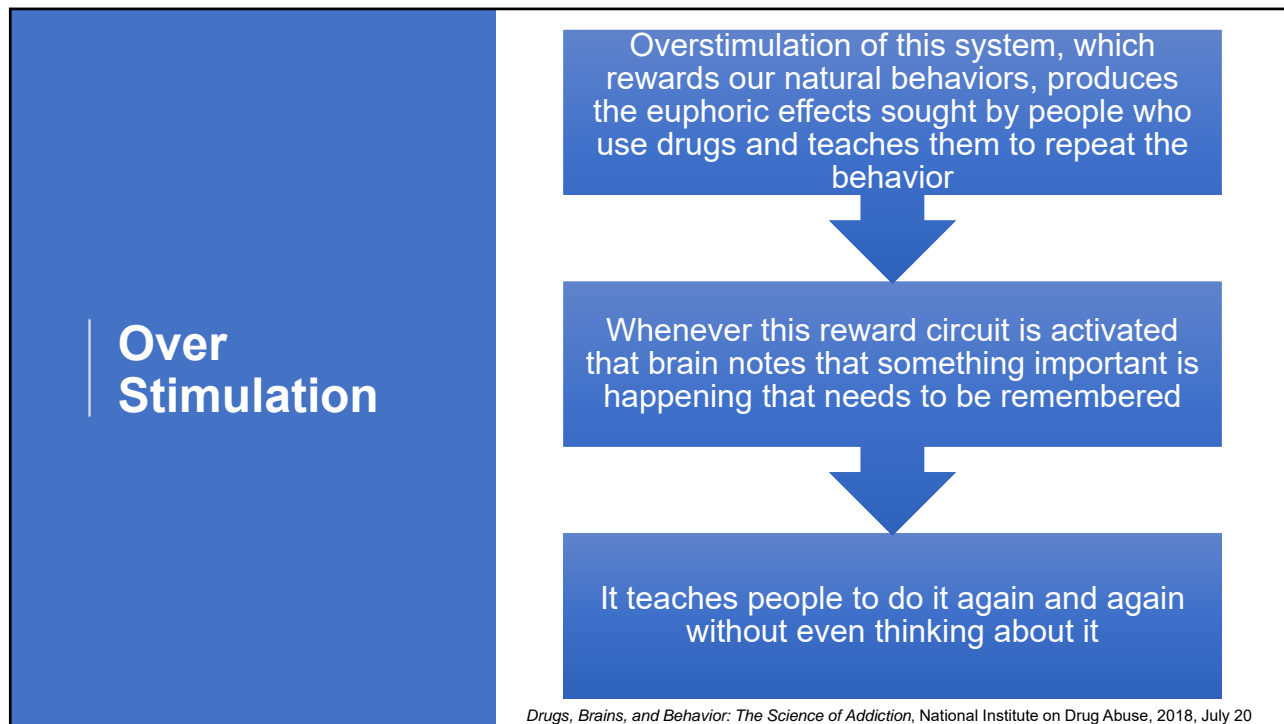 Over
Stimulation
Overstimulation of this system, which
rewards our natural behaviors, produces
the euphoric effects sought by people who
use drugs and teaches them to repeat the
behavior
Whenever this reward circuit is activated
that brain notes that something important is
happening that needs to be remembered
It teaches people to do it again and again
without even thinking about it
Drugs, Brains, and Behavior: The Science of Addiction, National Institute on Drug Abuse, 2018, July 20